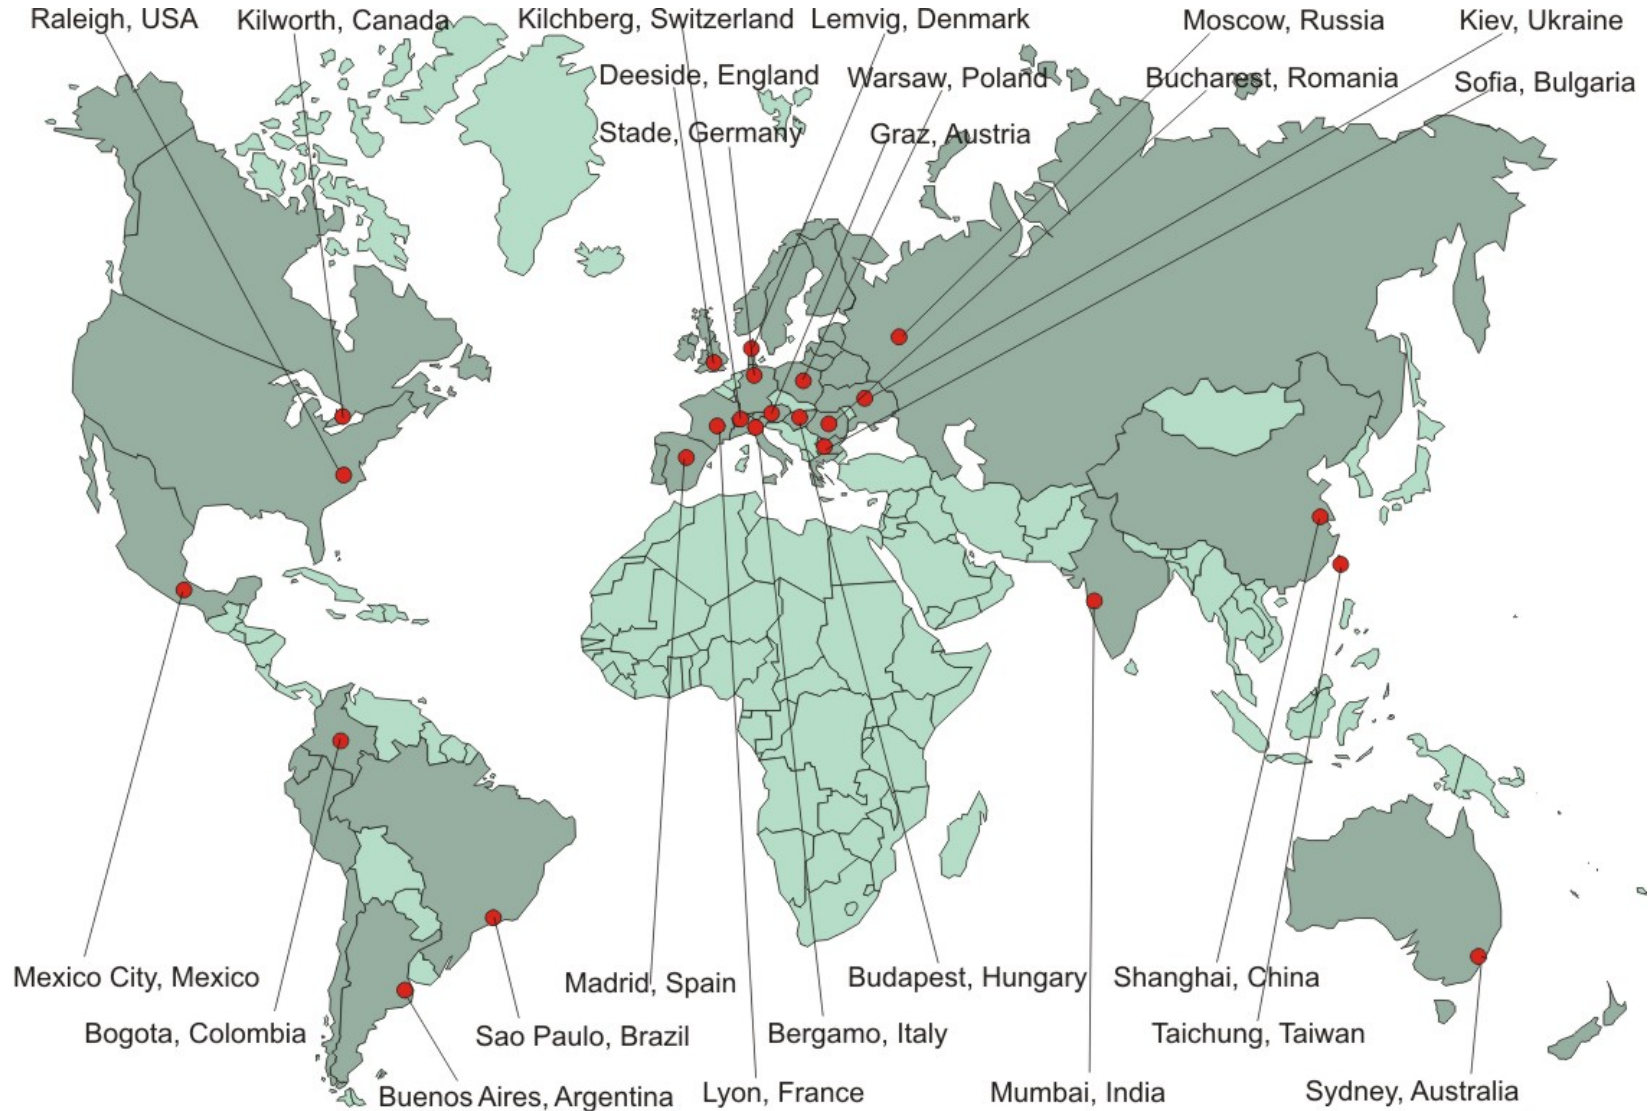 Raleigh, USA
Kilworth, Canada
Kilchberg, Switzerland
Lemvig, Denmark
Moscow, Russia
Kiev, Ukraine
Deeside, England
Warsaw, Poland
Bucharest, Romania
Sofia, Bulgaria
Stade, Germany
Graz, Austria
Mexico City, Mexico
Madrid, Spain
Budapest, Hungary
Shanghai, China
Bogota, Colombia
Sao Paulo, Brazil
Bergamo, Italy
Taichung, Taiwan
Buenos Aires, Argentina
Lyon, France
Mumbai, India
Sydney, Australia